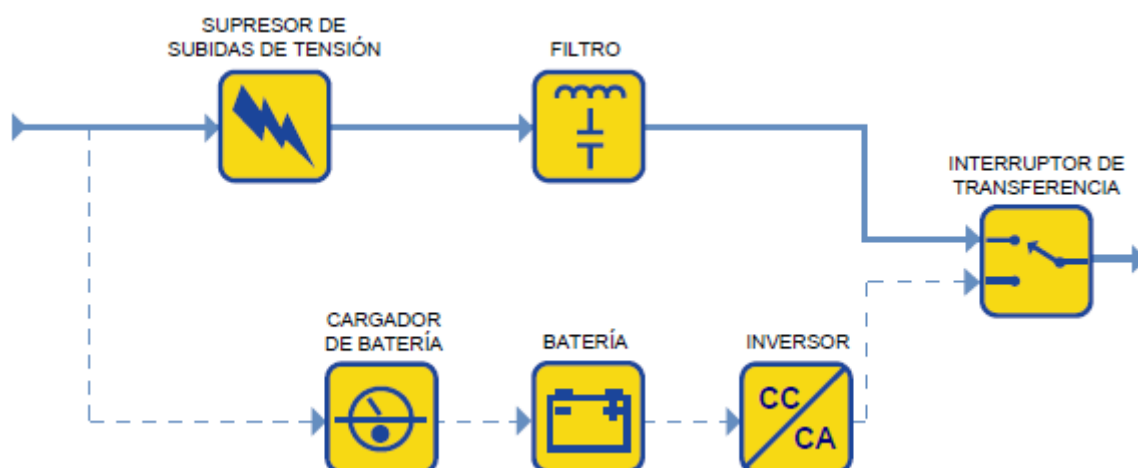 SUPRESOR DE
SUBIDAS DE TENSIÓN
FILTRO
INTERRUPTOR DE
TRANSFERENCIA
CARGADOR
DE BATERÍA
BATERÍA
INVERSOR
CC
CA